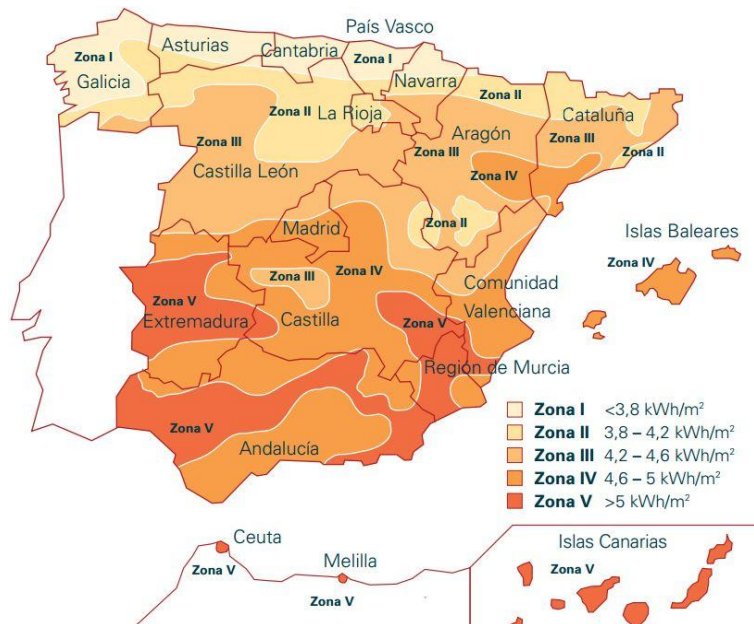 País Vasco
Asturias
Cantabria
Zona I
Zona I
Galicia
Navarra
Zona II
Cataluña
Zona II
La Rioja
Aragón
Zona III
Zona III
Zona III
Zona II
Castilla León
Zona IV
Madrid
Zona II
Islas Baleares
Zona IV
Zona III
Zona IV
Comunidad
Valenciana
Zona V
Extremadura
Castilla
Zona V
Región de Murcia
Zona V
Andalucía
Zona I <3,8 kWh/m²
Zona II 3,8 – 4,2 kWh/m²
Zona III 4,2 – 4,6 kWh/m²
Zona IV 4,6 – 5 kWh/m²
Zona V >5 kWh/m²
Ceuta
Zona V
Melilla
Zona V
Islas Canarias
Zona V